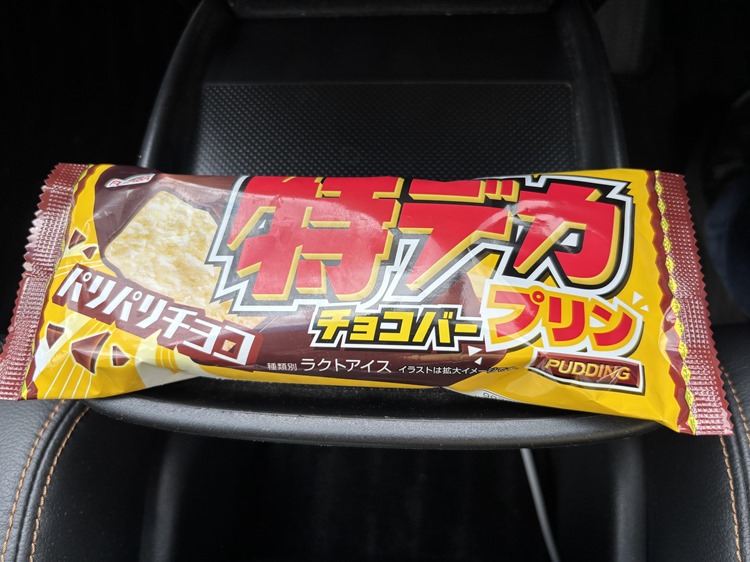 特デカ
チョコバー プリン
パリパリチョコ
PUDDING
種類別 ラクトアイス イラストは拡大イメージ